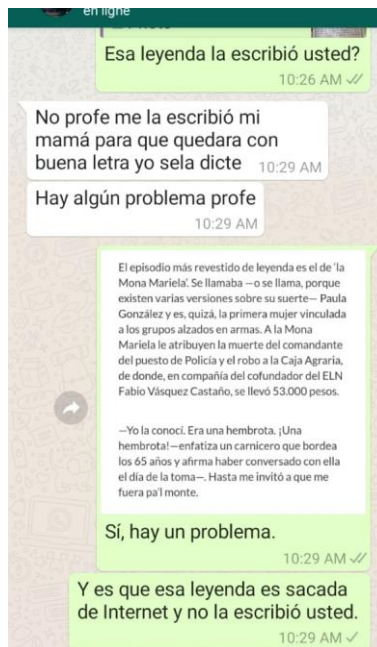 en ligne
Esa leyenda la escribió usted?
10:26 AM
No profe me la escribió mi
mamá para que quedara con
buena letra yo sela dicte 10:29 AM
Hay algún problema profe
10:29 AM
El episodio más revestido de leyenda es el de 'la
Mona Mariela'. Se llamaba —o se llama, porque
existen varias versiones sobre su suerte— Paula
González y es, quizá, la primera mujer vinculada
a los grupos alzados en armas. A la Mona
Mariela le atribuyen la muerte del comandante
del puesto de Policía y el robo a la Caja Agraria,
de donde, en compañía del cofundador del ELN
Fabio Vásquez Castaño, se llevó 53.000 pesos.
—Yo la conocí. Era una hembrota. ¡Una
hembrota!—enfatiza un carnicero que bordea
los 65 años y afirma haber conversado con ella
el día de la toma—. Hasta me invitó a que me
fuera pa'l monte.
Sí, hay un problema.
10:29 AM
Y es que esa leyenda es sacada
de Internet y no la escribió usted.
10:29 AM